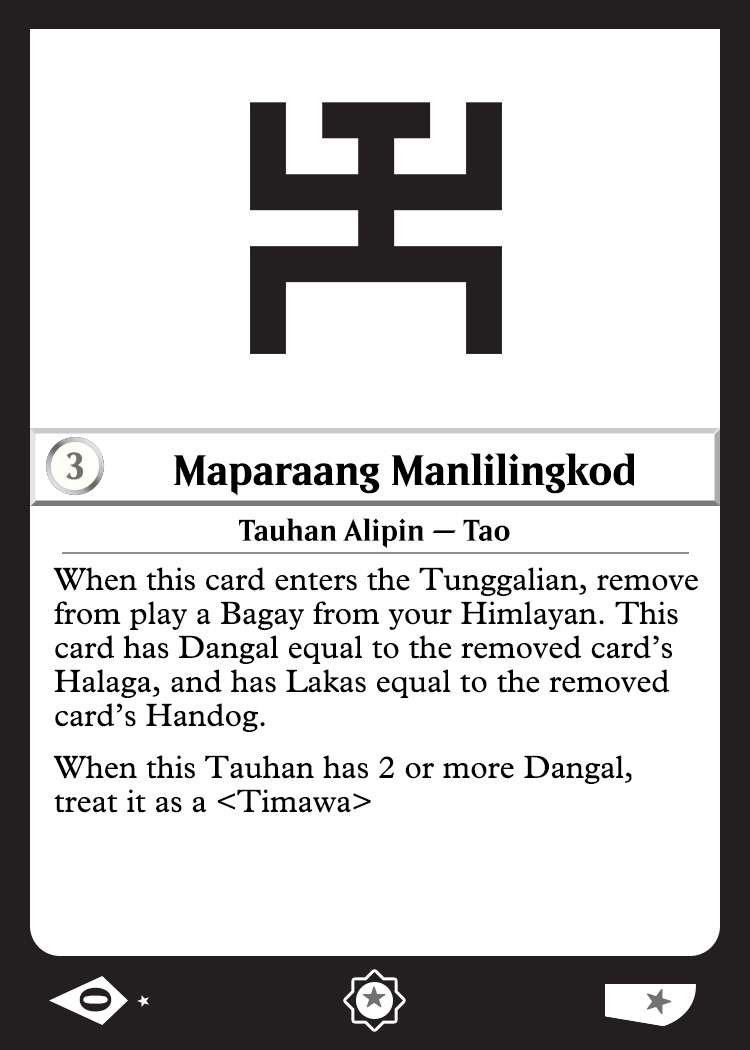 3
Maparaang Manlilingkod
Tauhan Alipin — Tao
When this card enters the Tunggalian, remove
from play a Bagay from your Himlayan. This
card has Dangal equal to the removed card's
Halaga, and has Lakas equal to the removed
card's Handog.
When this Tauhan has 2 or more Dangal,
treat it as a <Timawa>
0